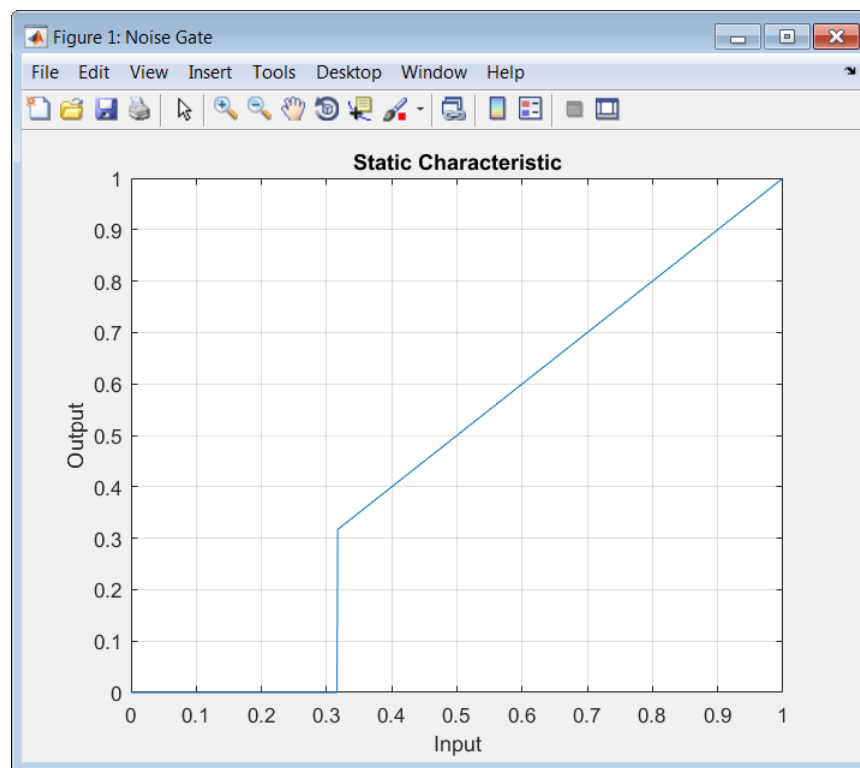 Figure 1: Noise Gate
File Edit View Insert Tools Desktop Window Help
Static Characteristic
1
0.9
0.8
0.7
0.6
0.5
0.4
0.3
0.2
0.1
0
Output
0 0.1 0.2 0.3 0.4 0.5 0.6 0.7 0.8 0.9 1
Input